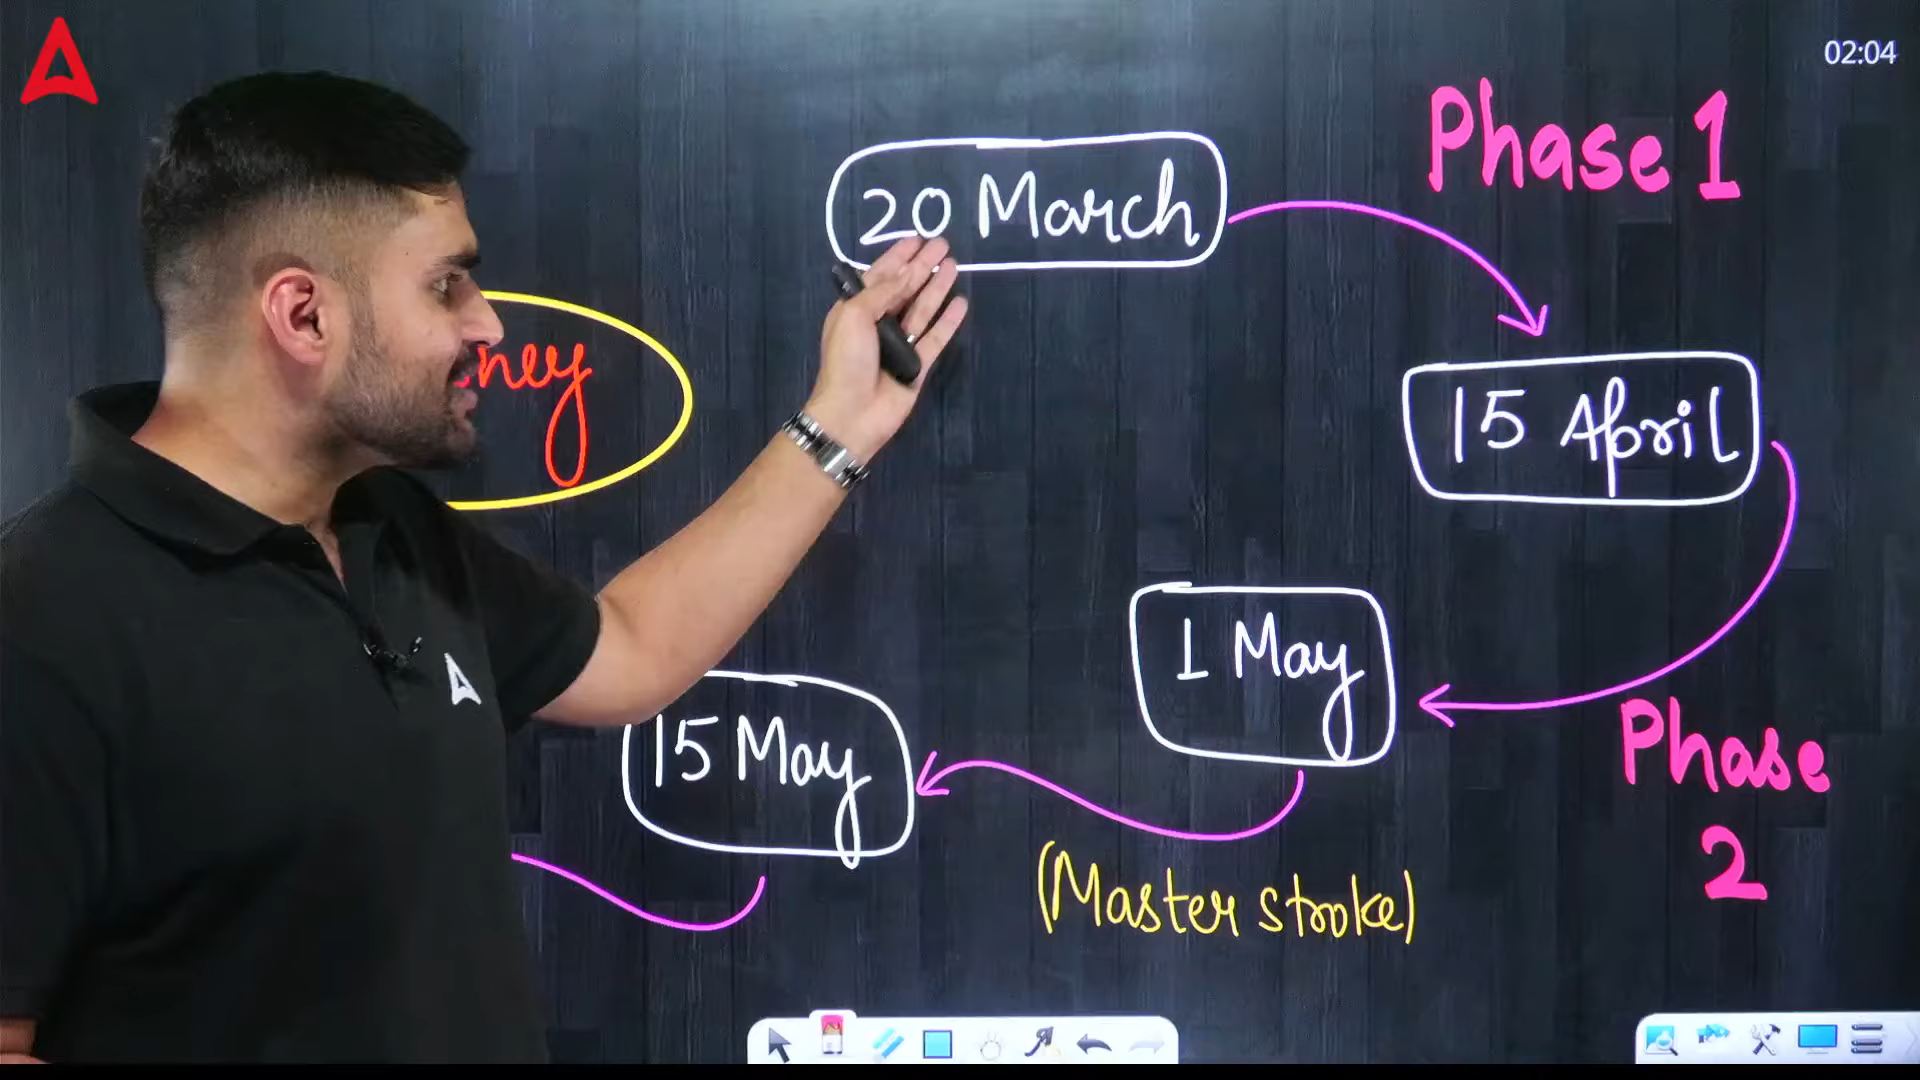 02:04
Phase 1
20 March
15 April
1 May
Phase
2
15 May
(Master stroke)